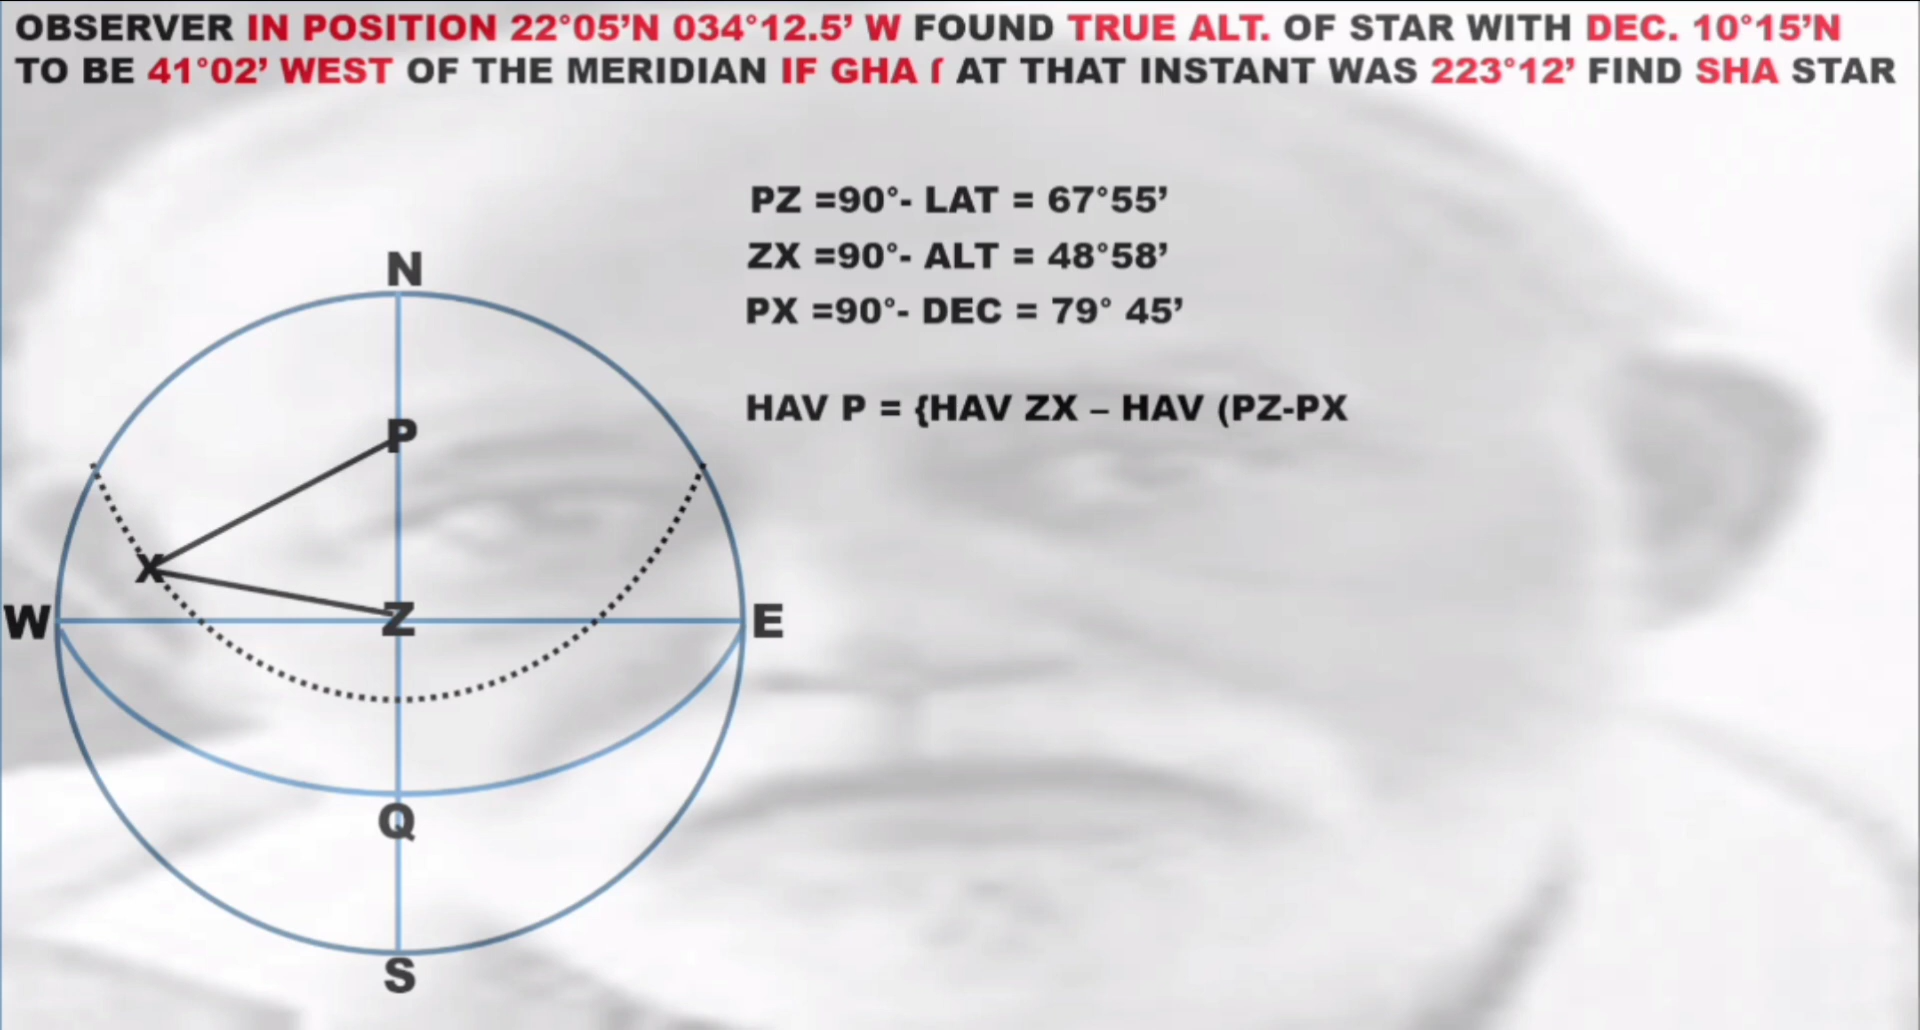 OBSERVER IN POSITION 22°05’N 034°12.5’ W FOUND TRUE ALT. OF STAR WITH DEC. 10°15’N
TO BE 41°02’ WEST OF THE MERIDIAN IF GHA ɼ AT THAT INSTANT WAS 223°12’ FIND SHA STAR
PZ =90°- LAT = 67°55’
ZX =90°- ALT = 48°58’
PX =90°- DEC = 79° 45’
HAV P = {HAV ZX – HAV (PZ-PX
N
P
X
W
Z
E
Q
S